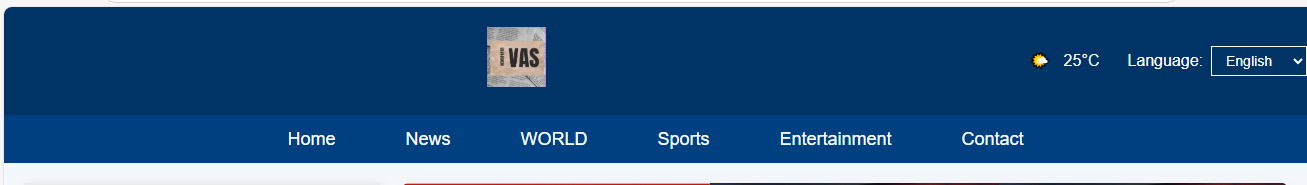 VAS
25°C Language: English
Home News WORLD Sports Entertainment Contact